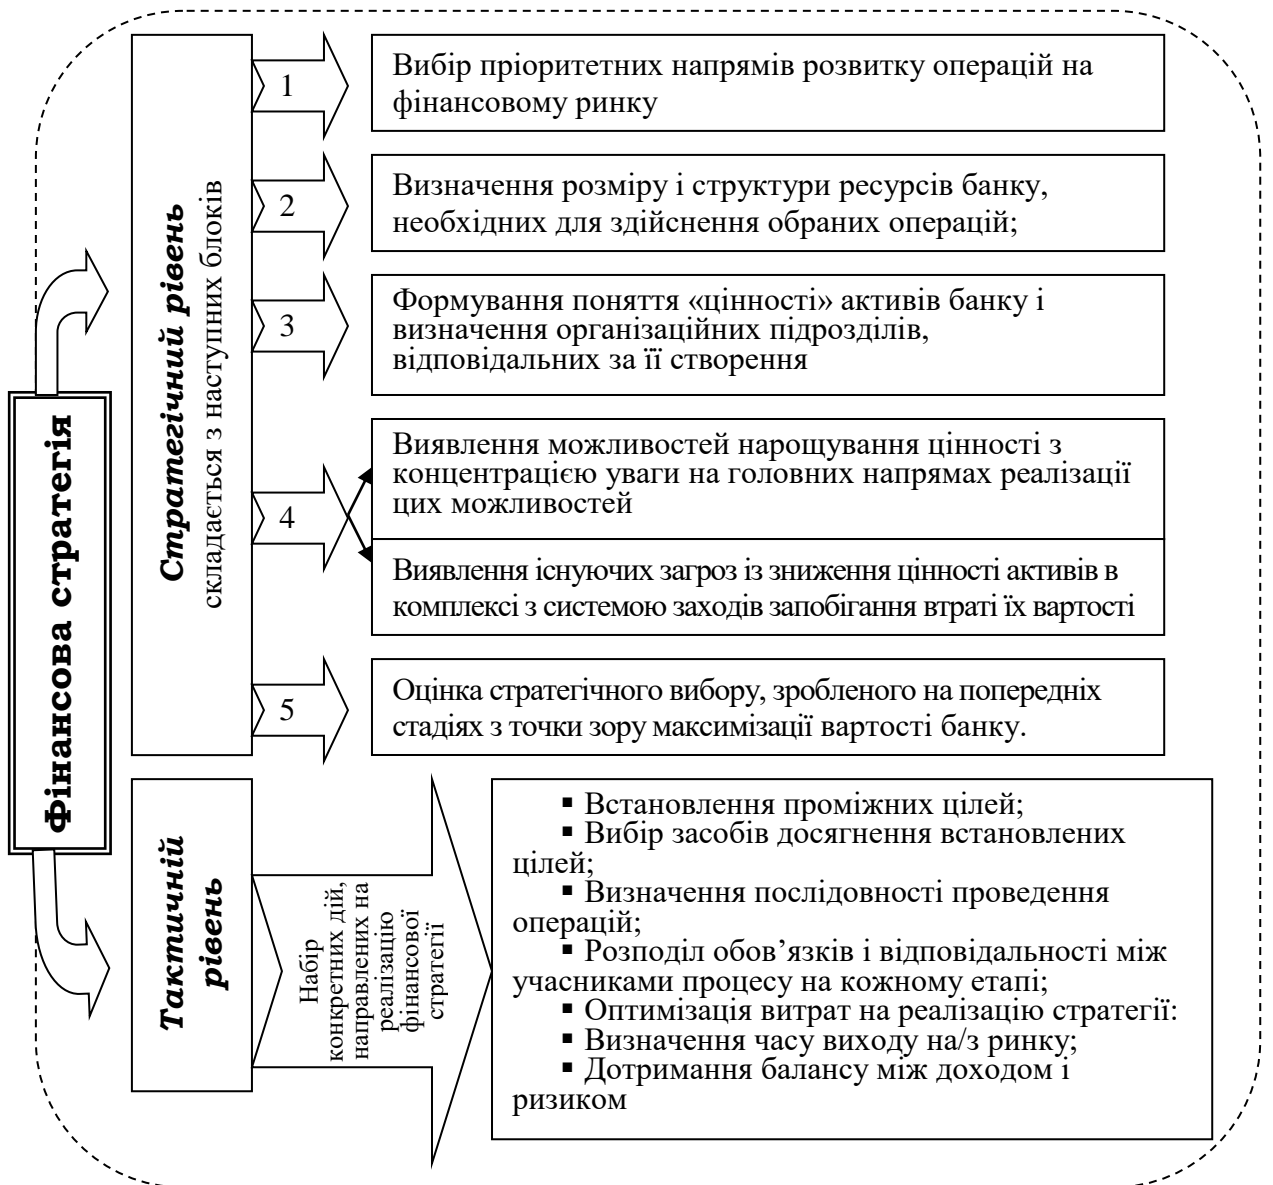 Фінансова стратегія
Стратегічний рівень
складається з наступних блоків
1
Вибір пріоритетних напрямів розвитку операцій на
фінансовому ринку
2
Визначення розміру і структури ресурсів банку,
необхідних для здійснення обраних операцій;
3
Формування поняття «цінності» активів банку і
визначення організаційних підрозділів,
відповідальних за її створення
4
Виявлення можливостей нарощування цінності з
концентрацією уваги на головних напрямах реалізації
цих можливостей
Виявлення існуючих загроз із зниження цінності активів в
комплексі з системою заходів запобігання втраті їх вартості
5
Оцінка стратегічного вибору, зробленого на попередніх
стадіях з точки зору максимізації вартості банку.
Тактичній
рівень
Набір
конкретних дій,
направлених на
реалізацію
фінансової
стратегії
▪ Встановлення проміжних цілей;
▪ Вибір засобів досягнення встановлених
цілей;
▪ Визначення послідовності проведення
операцій;
▪ Розподіл обов’язків і відповідальності між
учасниками процесу на кожному етапі;
▪ Оптимізація витрат на реалізацію стратегії:
▪ Визначення часу виходу на/з ринку;
▪ Дотримання балансу між доходом і
ризиком